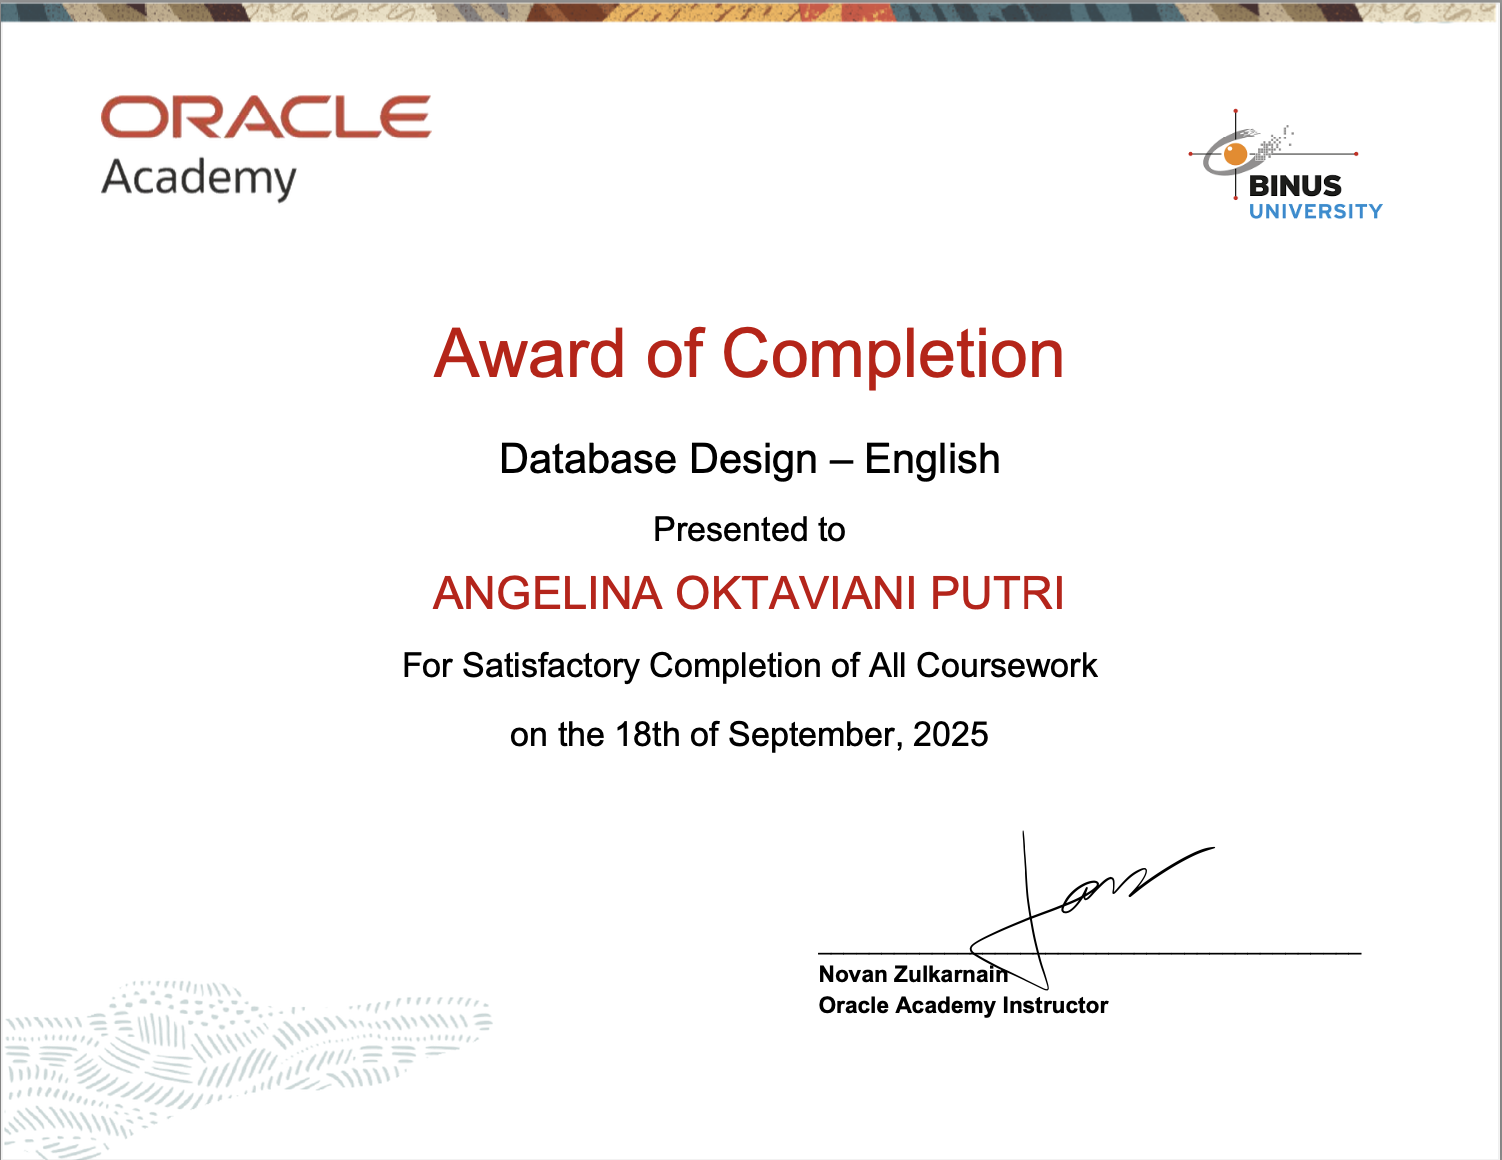 ORACLE
Academy
BINUS
UNIVERSITY
Award of Completion
Database Design – English
Presented to
ANGELINA OKTAVIANI PUTRI
For Satisfactory Completion of All Coursework
on the 18th of September, 2025
Novan Zulkarnain
Oracle Academy Instructor